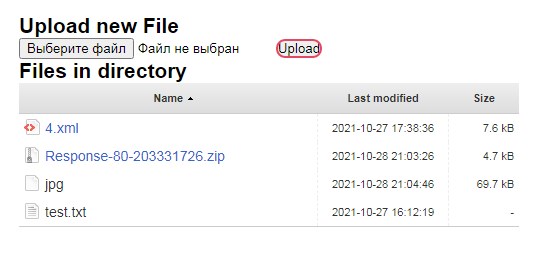 Upload new File
Выберите файл Файл не выбран Upload
Files in directory
Name Last modified Size
4.xml 2021-10-27 17:38:36 7.6 kB
Response-80-203331726.zip 2021-10-28 21:03:26 4.7 kB
jpg 2021-10-28 21:04:46 69.7 kB
test.txt 2021-10-27 16:12:19 -